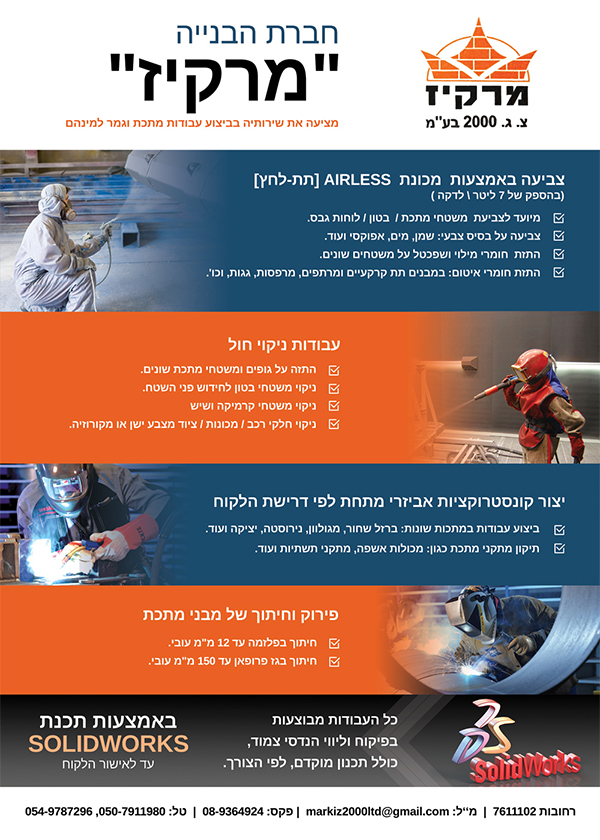 חברת הבנייה
"מרקיז"
מציעה את שירותיה בביצוע עבודות מתכת וגמר למינהם
מרקיז
צ. ג. 2000 בע"מ
צביעה באמצעות מכונת AIRLESS [תת-לחץ]
(בהספק של 7 ליטר \ לדקה )
מיועד לצביעת משטחי מתכת / בטון / לוחות גבס.
צביעה על בסיס צבעי: שמן, מים, אפוקסי ועוד.
התזת חומרי מילוי ושפכטל על משטחים שונים.
התזת חומרי איטום: במבנים תת קרקעיים ומרתפים, מרפסות, גגות, וכו'.
עבודות ניקוי חול
התזה על גופים ומשטחי מתכת שונים.
ניקוי משטחי בטון לחידוש פני השטח.
ניקוי משטחי קרמיקה ושיש
ניקוי חלקי רכב / מכונות / ציוד מצבע ישן או מקורוזיה.
יצור קונסטרוקציות אביזרי מתחת לפי דרישת הלקוח
ביצוע עבודות במתכות שונות: ברזל שחור, מגולוון, נירוסטה, יציקה ועוד.
תיקון מתקני מתכת כגון: מכולות אשפה, מתקני תשתיות ועוד.
פירוק וחיתוך של מבני מתכת
חיתוך בפלזמה עד 12 מ"מ עובי.
חיתוך בגז פרופאן עד 150 מ"מ עובי.
כל העבודות מבוצעות
בפיקוח וליווי הנדסי צמוד,
כולל תכנון מוקדם, לפי הצורך.
באמצעות תכנת
SOLIDWORKS
עד לאישור הלקוח
SolidWorks
רחובות 7611102 | מי"ל: markiz2000ltd@gmail.com | פקס: 08-9364924 | טל: 050-7911980, 054-9787296